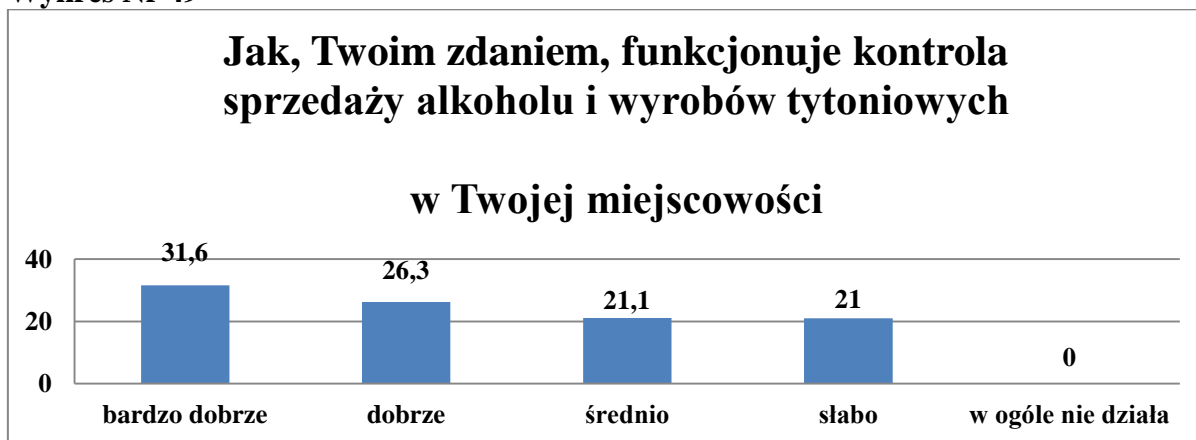 Jak, Twoim zdaniem, funkcjonuje kontrola
sprzedaży alkoholu i wyrobów tytoniowych
w Twojej miejscowości
40
20
0
31,6
26,3
21,1
21
0
bardzo dobrze
dobrze
średnio
słabo
w ogóle nie działa